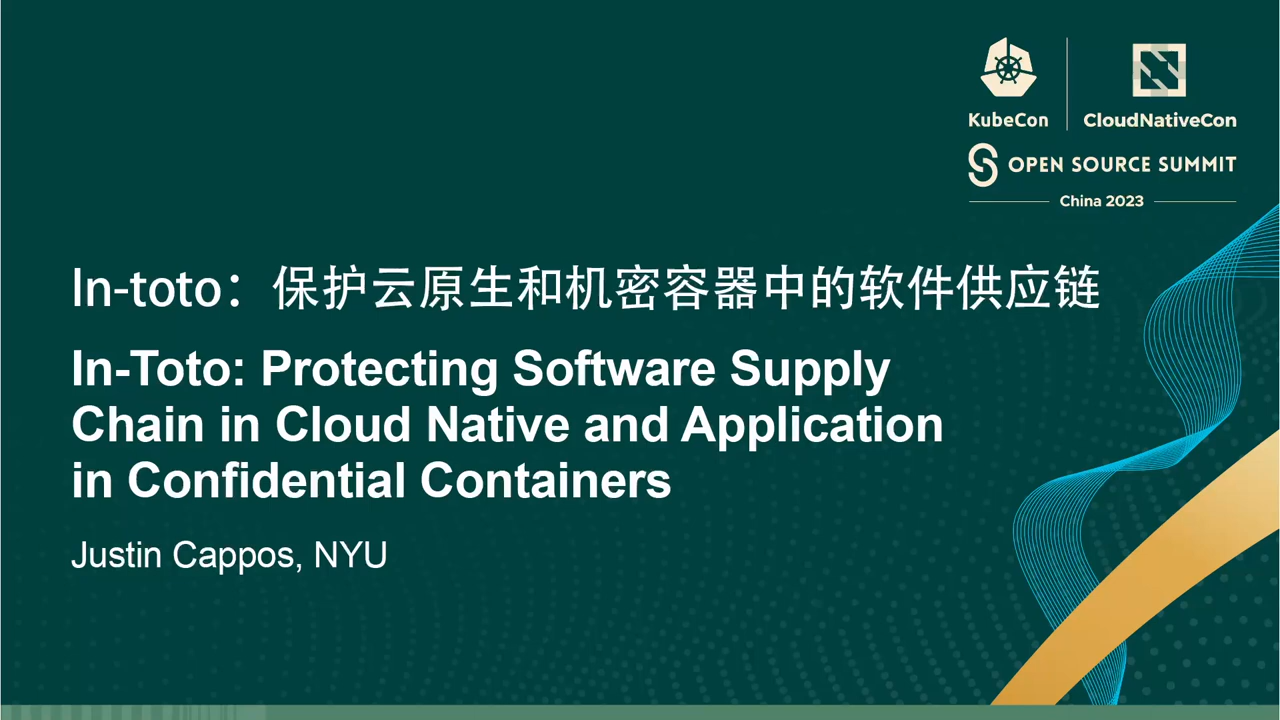 KubeCon
CloudNativeCon
OPEN SOURCE SUMMIT
China 2023
In-toto：保护云原生和机密容器中的软件供应链
In-Toto: Protecting Software Supply
Chain in Cloud Native and Application
in Confidential Containers
Justin Cappos, NYU